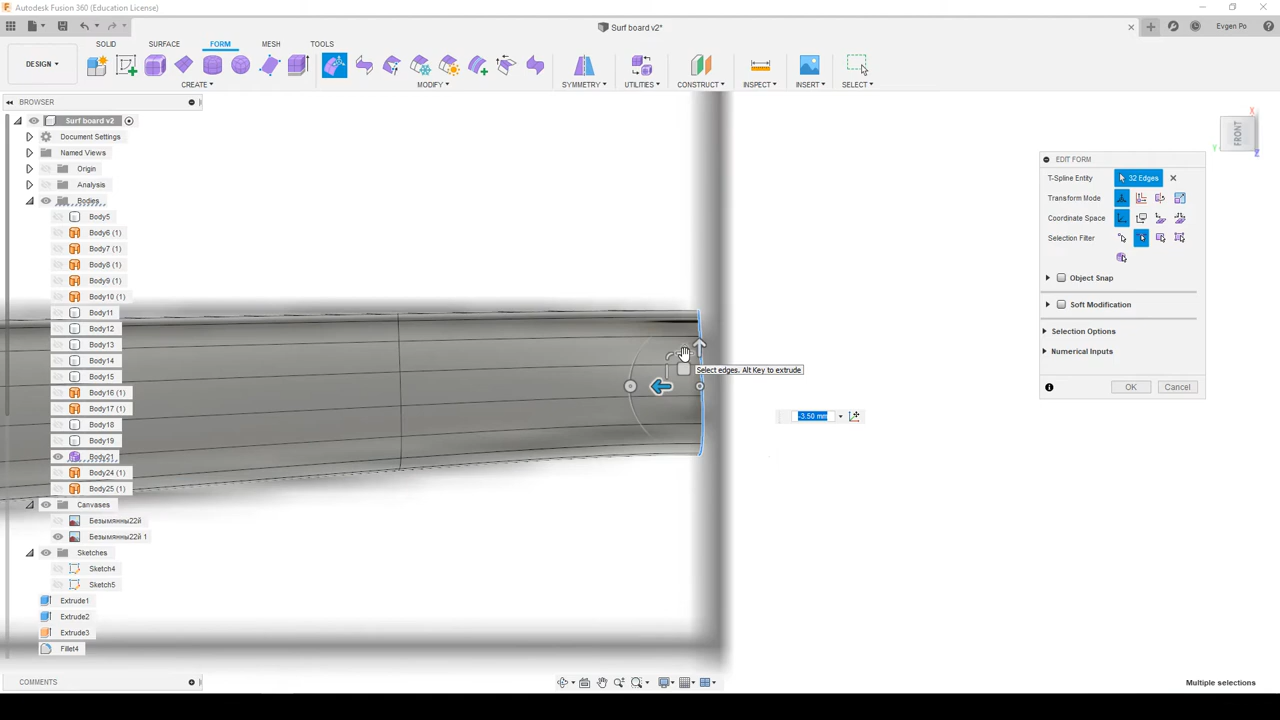 Autodesk Fusion 360 (Education License)
Surf board v2*
Evgen Po
DESIGN
SOLID SURFACE FORM MESH TOOLS
CREATE MODIFY SYMMETRY UTILITIES CONSTRUCT INSPECT INSERT SELECT
BROWSER
Surf board v2
Document Settings
Named Views
Origin
Analysis
Bodies
Body5
Body6 (1)
Body7 (1)
Body8 (1)
Body9 (1)
Body10 (1)
Body11
Body12
Body13
Body14
Body15
Body16 (1)
Body17 (1)
Body18
Body19
Body21
Body24 (1)
Body25 (1)
Canvases
Безымянны22й
Безымянны22й 1
Sketches
Sketch4
Sketch5
Extrude1
Extrude2
Extrude3
Fillet4
COMMENTS
Select edges. Alt Key to extrude
-3.50 mm
X
FRONT
Y
Z
EDIT FORM
T-Spline Entity 32 Edges
Transform Mode
Coordinate Space
Selection Filter
Object Snap
Soft Modification
Selection Options
Numerical Inputs
OK Cancel
Multiple selections